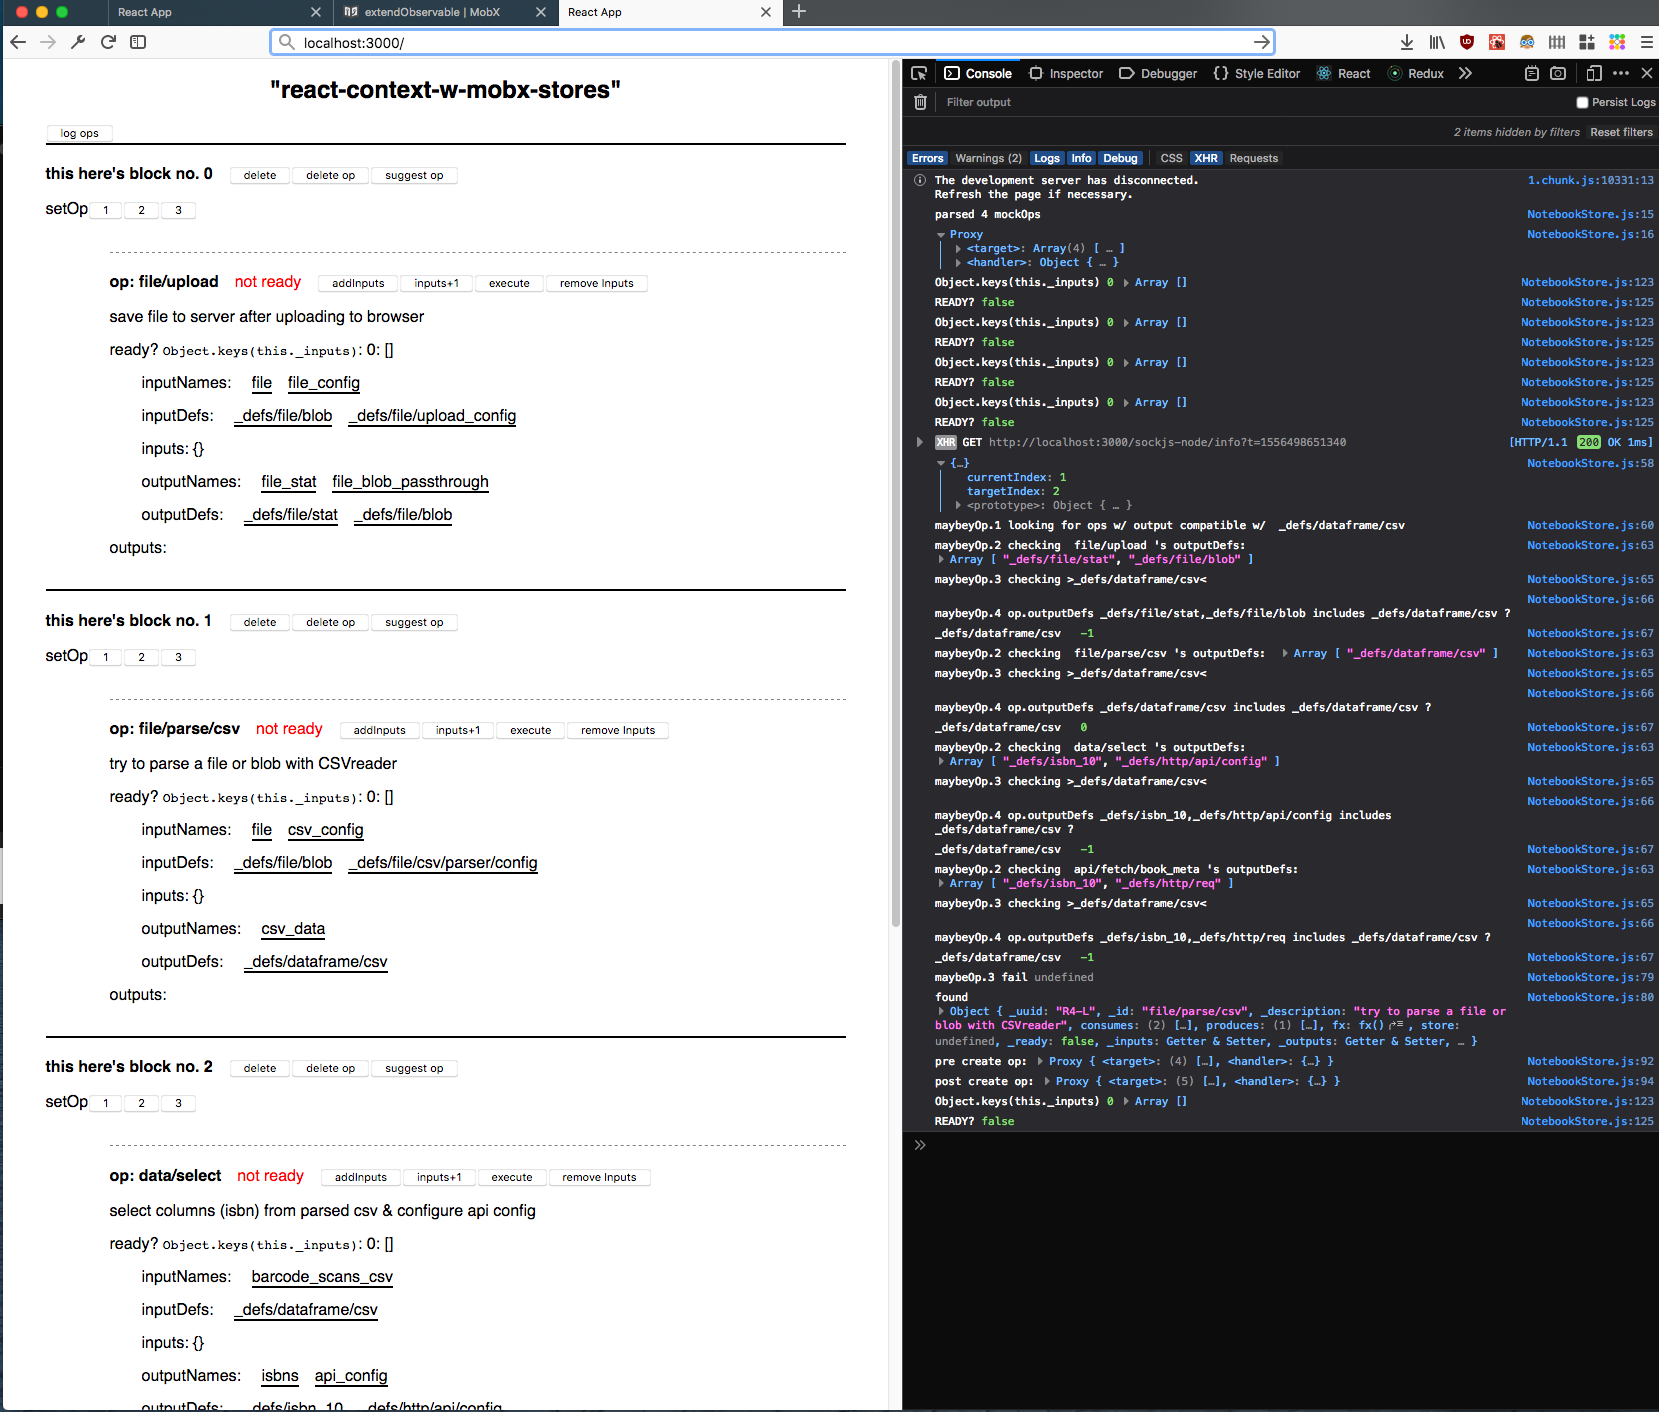 React App
extendObservable | MobX
React App
localhost:3000/
"react-context-w-mobx-stores"
log ops
this here's block no. 0 delete delete op suggest op
setOp 1 2 3
op: file/upload not ready addInputs inputs+1 execute remove Inputs
save file to server after uploading to browser
ready? Object.keys(this._inputs): 0: []
inputNames: file file_config
inputDefs: _defs/file/blob _defs/file/upload_config
inputs: {}
outputNames: file_stat file_blob_passthrough
outputDefs: _defs/file/stat _defs/file/blob
outputs:
this here's block no. 1 delete delete op suggest op
setOp 1 2 3
op: file/parse/csv not ready addInputs inputs+1 execute remove Inputs
try to parse a file or blob with CSVreader
ready? Object.keys(this._inputs): 0: []
inputNames: file csv_config
inputDefs: _defs/file/blob _defs/file/csv/parser/config
inputs: {}
outputNames: csv_data
outputDefs: _defs/dataframe/csv
outputs:
this here's block no. 2 delete delete op suggest op
setOp 1 2 3
op: data/select not ready addInputs inputs+1 execute remove Inputs
select columns (isbn) from parsed csv & configure api config
ready? Object.keys(this._inputs): 0: []
inputNames: barcode_scans_csv
inputDefs: _defs/dataframe/csv
inputs: {}
outputNames: isbns api_config
outputDefs: _defs/isbn_10 _defs/http/api/config
Console Inspector Debugger {} Style Editor React Redux
Filter output Persist Logs
2 items hidden by filters Reset filters
Errors Warnings (2) Logs Info Debug CSS XHR Requests
The development server has disconnected. 1.chunk.js:10331:13
Refresh the page if necessary.
parsed 4 mockOps NotebookStore.js:15
Proxy NotebookStore.js:16
<target>: Array(4) [ … ]
<handler>: Object { … }
Object.keys(this._inputs) 0 Array [] NotebookStore.js:123
READY? false NotebookStore.js:125
Object.keys(this._inputs) 0 Array [] NotebookStore.js:123
READY? false NotebookStore.js:125
Object.keys(this._inputs) 0 Array [] NotebookStore.js:123
READY? false NotebookStore.js:125
Object.keys(this._inputs) 0 Array [] NotebookStore.js:123
READY? false NotebookStore.js:125
XHR GET http://localhost:3000/sockjs-node/info?t=1556498651340 [HTTP/1.1 200 OK 1ms]
{…} NotebookStore.js:58
currentIndex: 1
targetIndex: 2
<prototype>: Object { … }
maybeyOp.1 looking for ops w/ output compatible w/ _defs/dataframe/csv NotebookStore.js:60
maybeyOp.2 checking file/upload 's outputDefs: NotebookStore.js:63
Array [ "_defs/file/stat", "_defs/file/blob" ]
maybeyOp.3 checking >_defs/dataframe/csv< NotebookStore.js:65
NotebookStore.js:66
maybeyOp.4 op.outputDefs _defs/file/stat,_defs/file/blob includes _defs/dataframe/csv ?
_defs/dataframe/csv -1 NotebookStore.js:67
maybeyOp.2 checking file/parse/csv 's outputDefs: Array [ "_defs/dataframe/csv" ] NotebookStore.js:63
maybeyOp.3 checking >_defs/dataframe/csv< NotebookStore.js:65
NotebookStore.js:66
maybeyOp.4 op.outputDefs _defs/dataframe/csv includes _defs/dataframe/csv ?
_defs/dataframe/csv 0 NotebookStore.js:67
maybeyOp.2 checking data/select 's outputDefs: NotebookStore.js:63
Array [ "_defs/isbn_10", "_defs/http/api/config" ]
maybeyOp.3 checking >_defs/dataframe/csv< NotebookStore.js:65
NotebookStore.js:66
maybeyOp.4 op.outputDefs _defs/isbn_10,_defs/http/api/config includes
_defs/dataframe/csv ?
_defs/dataframe/csv -1 NotebookStore.js:67
maybeyOp.2 checking api/fetch/book_meta 's outputDefs: NotebookStore.js:63
Array [ "_defs/isbn_10", "_defs/http/req" ]
maybeyOp.3 checking >_defs/dataframe/csv< NotebookStore.js:65
NotebookStore.js:66
maybeyOp.4 op.outputDefs _defs/isbn_10,_defs/http/req includes _defs/dataframe/csv ?
_defs/dataframe/csv -1 NotebookStore.js:67
maybeOp.3 fail undefined NotebookStore.js:79
found NotebookStore.js:80
Object { _uuid: "R4-L", _id: "file/parse/csv", _description: "try to parse a file or
blob with CSVreader", consumes: (2) […], produces: (1) […], fx: fx(), store:
undefined, _ready: false, _inputs: Getter & Setter, _outputs: Getter & Setter, … }
pre create op: Proxy { <target>: (4) […], <handler>: {…} } NotebookStore.js:92
post create op: Proxy { <target>: (5) […], <handler>: {…} } NotebookStore.js:94
Object.keys(this._inputs) 0 Array [] NotebookStore.js:123
READY? false NotebookStore.js:125